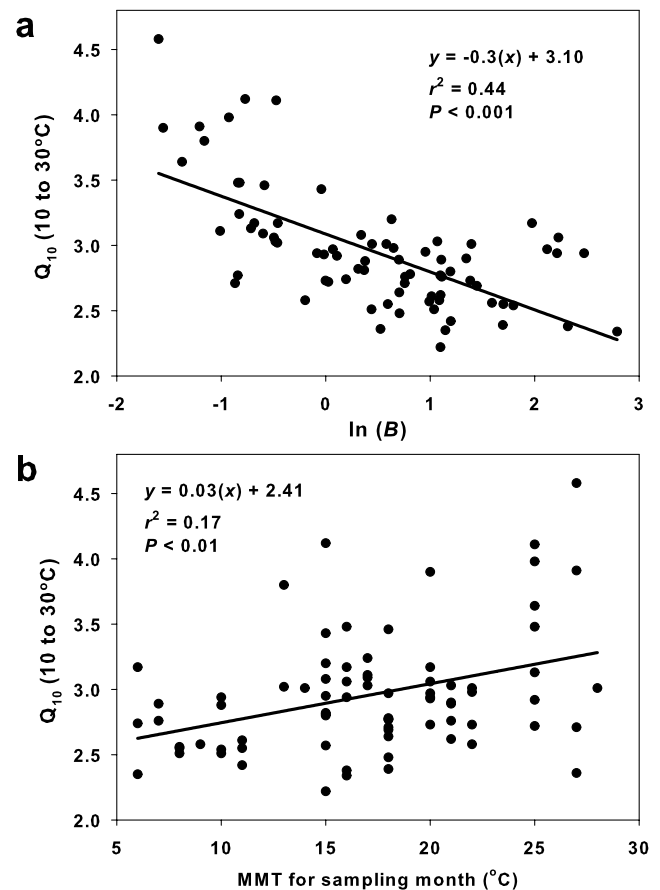 a
y = -0.3(x) + 3.10
r² = 0.44
P < 0.001
Q₁₀ (10 to 30°C)
4.5
4.0
3.5
3.0
2.5
2.0
-2 -1 0 1 2 3
ln (B)
b
y = 0.03(x) + 2.41
r² = 0.17
P < 0.01
Q₁₀ (10 to 30°C)
4.5
4.0
3.5
3.0
2.5
2.0
5 10 15 20 25 30
MMT for sampling month (°C)